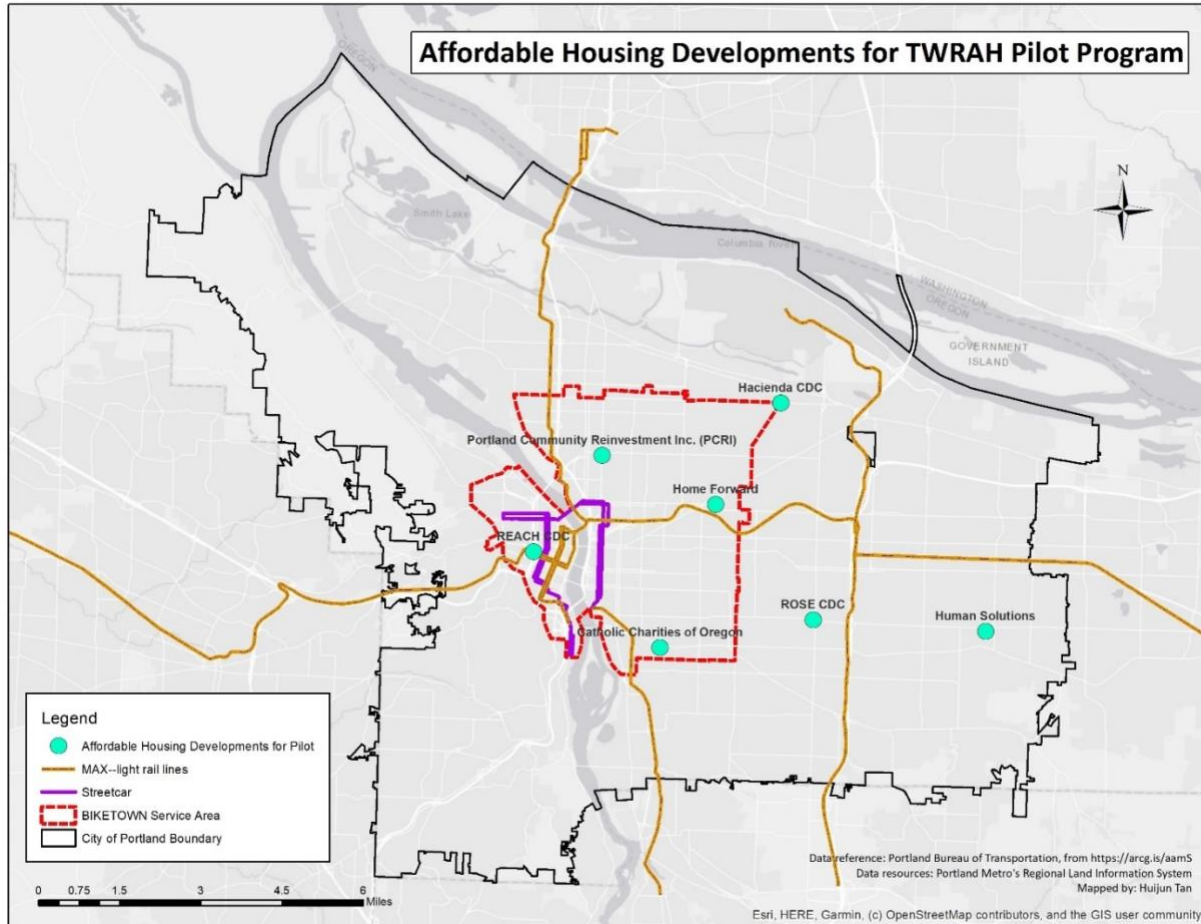 Affordable Housing Developments for TWRAH Pilot Program
OREGON
N
Smith Lake
Columbia River
WASHINGTON
OREGON
GOVERNMENT
ISLAND
Hacienda CDC
Portland Community Reinvestment Inc. (PCRI)
Home Forward
REACH CDC
ROSE CDC
Human Solutions
Catholic Charities of Oregon
Legend
Affordable Housing Developments for Pilot
MAX--light rail lines
Streetcar
BIKETOWN Service Area
City of Portland Boundary
0 0.75 1.5 3 4.5 6
Miles
Data reference: Portland Bureau of Transportation, from https://arcg.is/aamS
Data resources: Portland Metro's Regional Land Information System
Mapped by: Huijun Tan
Esri, HERE, Garmin, (c) OpenStreetMap contributors, and the GIS user community